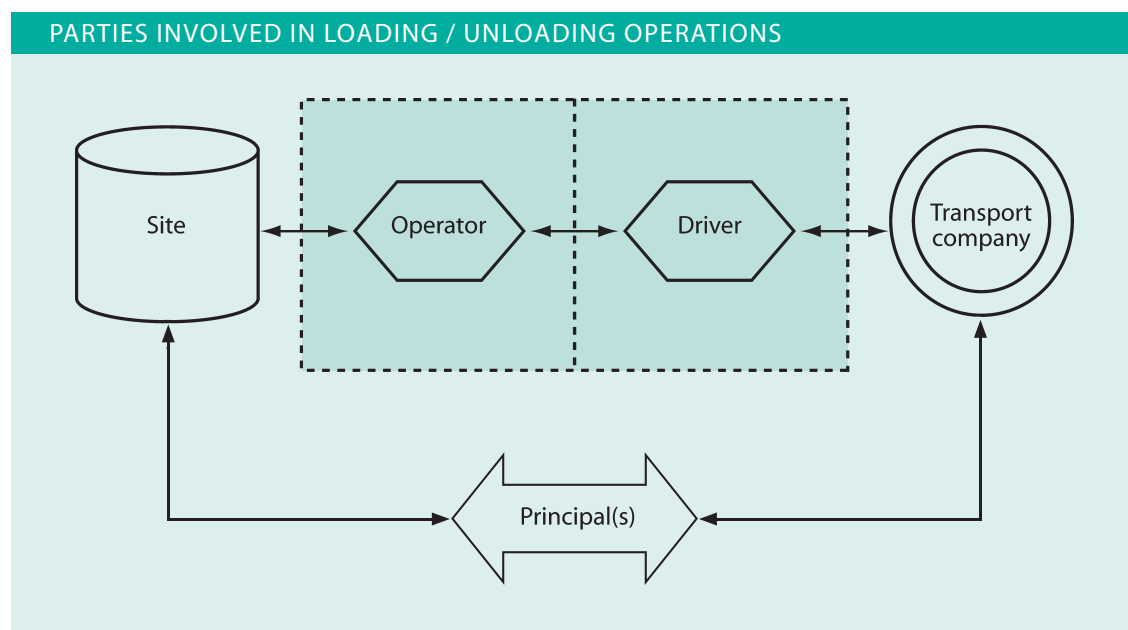 PARTIES INVOLVED IN LOADING / UNLOADING OPERATIONS
Site
Operator
Driver
Transport
company
Principal(s)